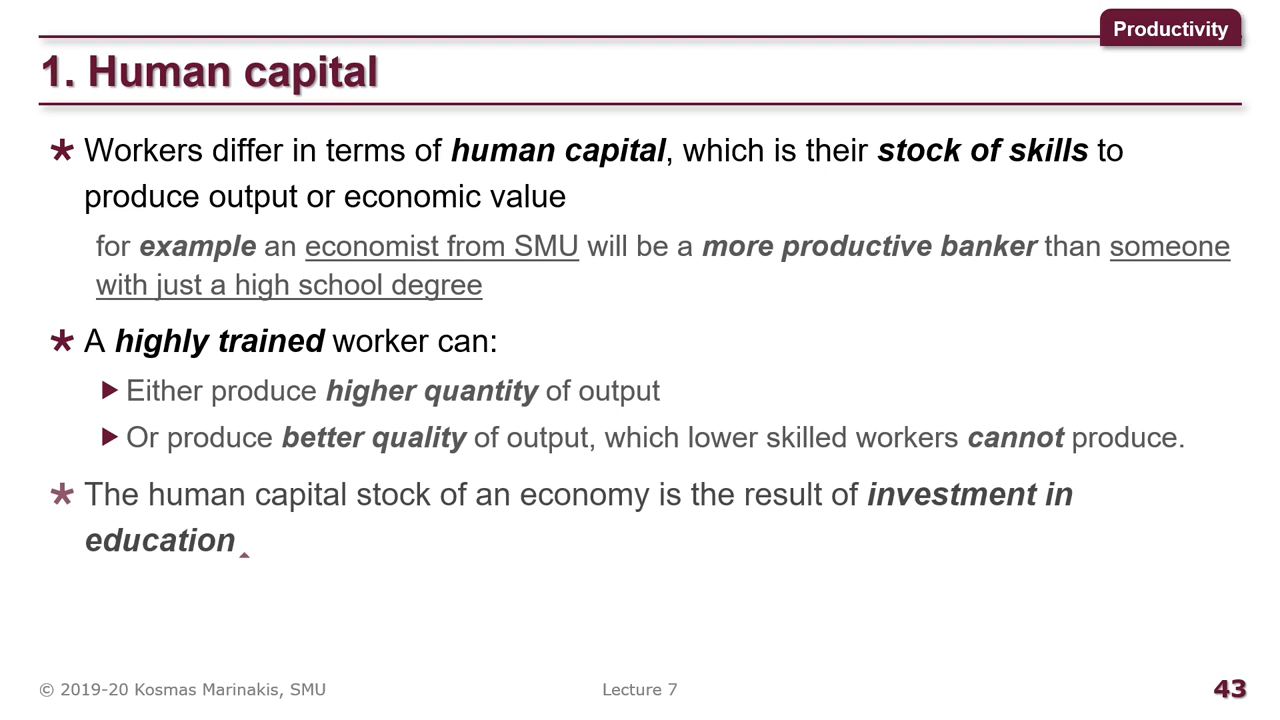 Productivity
1. Human capital
Workers differ in terms of human capital, which is their stock of skills to
produce output or economic value
for example an economist from SMU will be a more productive banker than someone
with just a high school degree
A highly trained worker can:
Either produce higher quantity of output
Or produce better quality of output, which lower skilled workers cannot produce.
The human capital stock of an economy is the result of investment in
education
© 2019-20 Kosmas Marinakis, SMU
Lecture 7
43